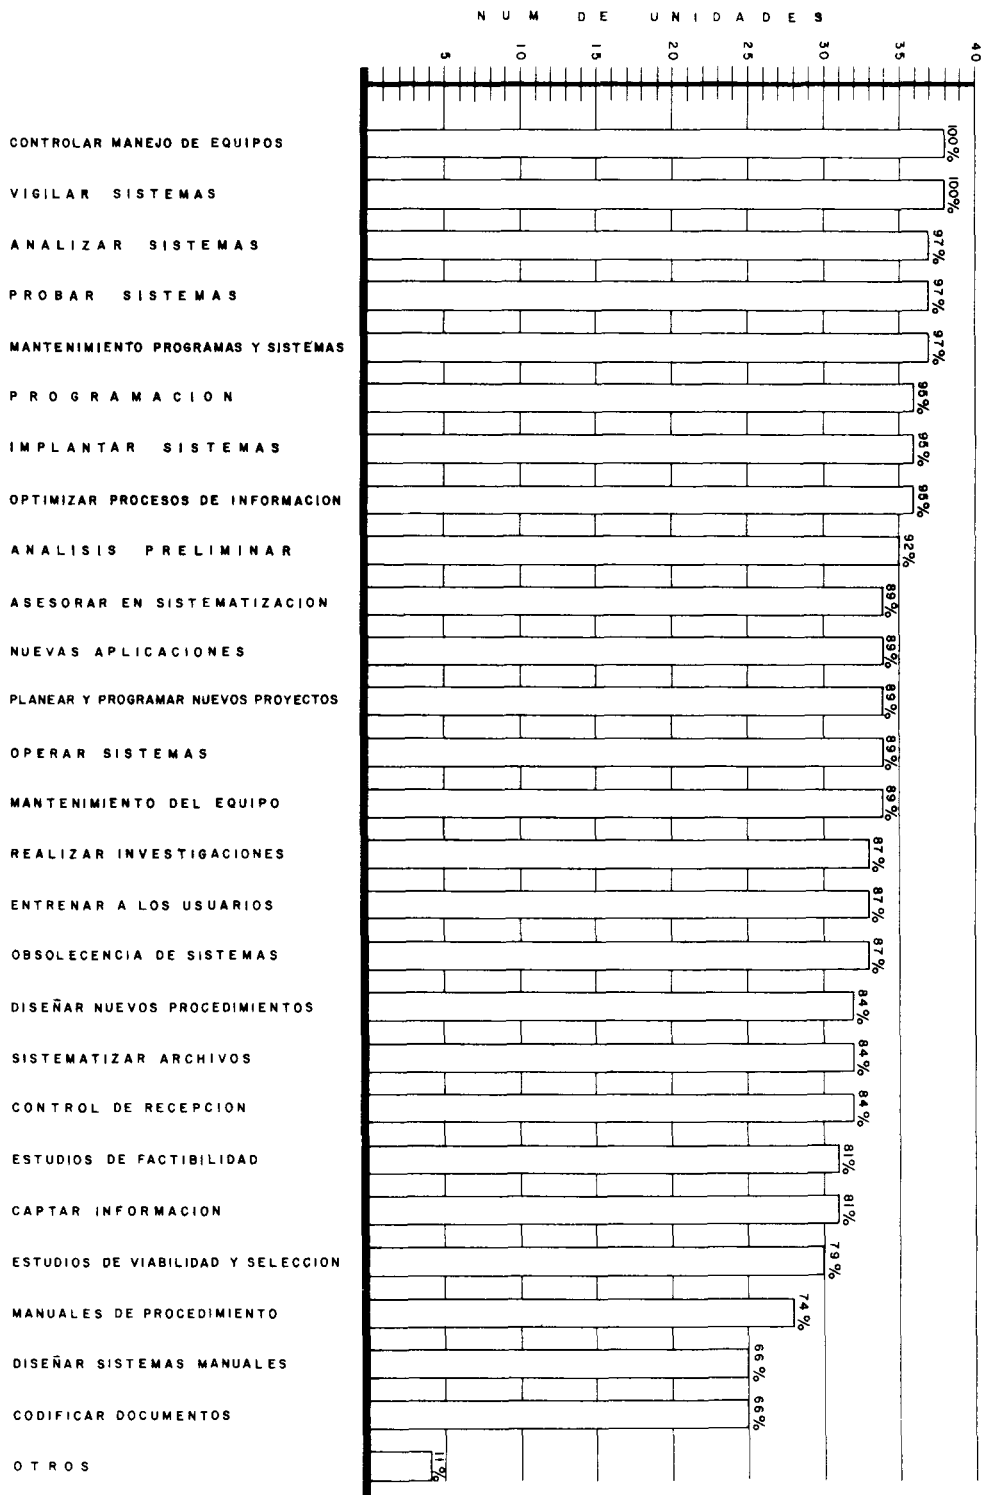 NUM DE UNIDADES
5 10 15 20 25 30 35 40
CONTROLAR MANEJO DE EQUIPOS 100%
VIGILAR SISTEMAS 100%
ANALIZAR SISTEMAS 97%
PROBAR SISTEMAS 97%
MANTENIMIENTO PROGRAMAS Y SISTEMAS 97%
PROGRAMACION 95%
IMPLANTAR SISTEMAS 95%
OPTIMIZAR PROCESOS DE INFORMACION 95%
ANALISIS PRELIMINAR 92%
ASESORAR EN SISTEMATIZACION 89%
NUEVAS APLICACIONES 89%
PLANEAR Y PROGRAMAR NUEVOS PROYECTOS 89%
OPERAR SISTEMAS 89%
MANTENIMIENTO DEL EQUIPO 89%
REALIZAR INVESTIGACIONES 87%
ENTRENAR A LOS USUARIOS 87%
OBSOLECENCIA DE SISTEMAS 87%
DISEÑAR NUEVOS PROCEDIMIENTOS 84%
SISTEMATIZAR ARCHIVOS 84%
CONTROL DE RECEPCION 84%
ESTUDIOS DE FACTIBILIDAD 81%
CAPTAR INFORMACION 81%
ESTUDIOS DE VIABILIDAD Y SELECCION 79%
MANUALES DE PROCEDIMIENTO 74%
DISEÑAR SISTEMAS MANUALES 66%
CODIFICAR DOCUMENTOS 66%
OTROS 11%